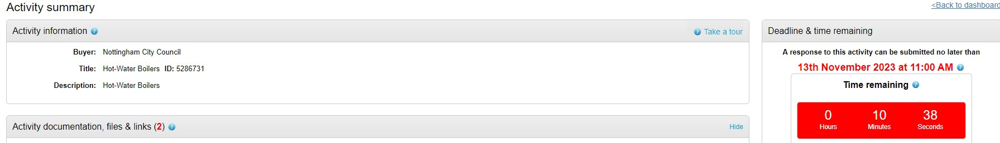 Activity summary
<Back to dashboard
Activity information
Take a tour
Buyer: Nottingham City Council
Title: Hot-Water Boilers ID: 5286731
Description: Hot-Water Boilers
Activity documentation, files & links (2)
Hide
Deadline & time remaining
A response to this activity can be submitted no later than
13th November 2023 at 11:00 AM
Time remaining
0 10 38
Hours Minutes Seconds